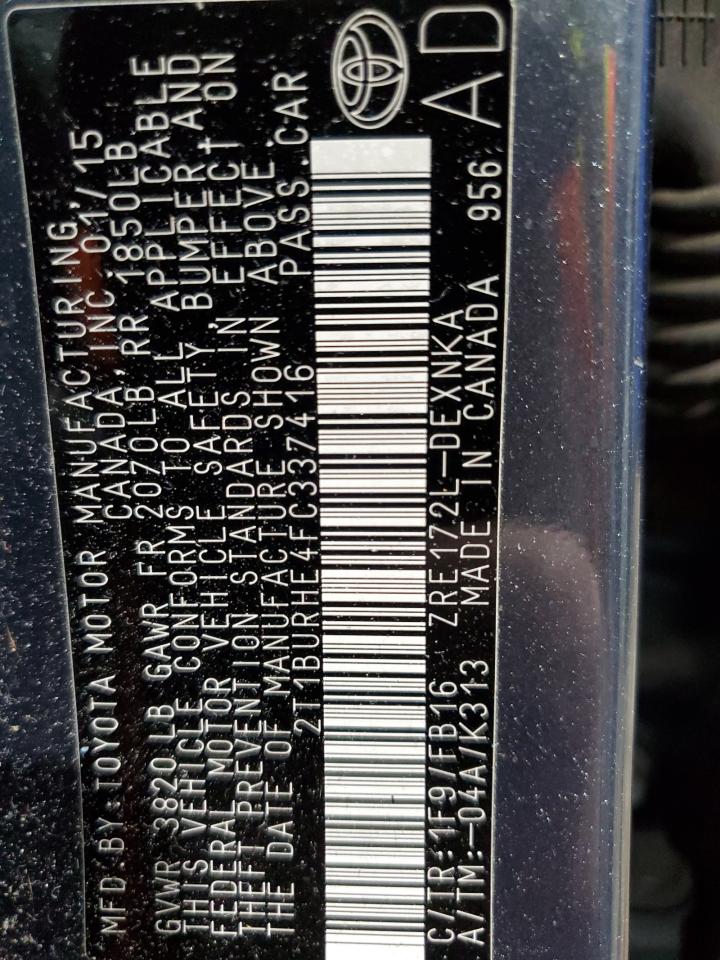 MFD.BY:TOYOTA MOTOR MANUFACTURING,
CANADA, INC 01/15
GVWR 3820LB GAWR FR 2070LB, RR 1850LB
THIS VEHICLE CONFORMS TO ALL APPLICABLE
FEDERAL MOTOR VEHICLE SAFETY, BUMPER, AND
THEFT PREVENTION STANDARDS IN EFFECT ON
THE DATE OF MANUFACTURE SHOWN ABOVE.
2T1BURHE4FC337416 PASS.CAR
C/TR:1F9/FB16 ZRE172L-DEXNKA
A/TM:-04A/K313 MADE IN CANADA 956 AD